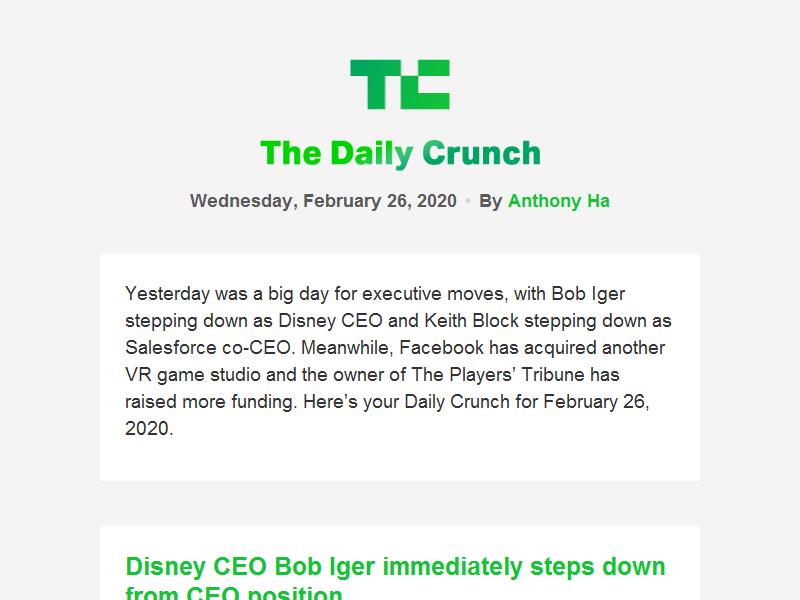 TC
The Daily Crunch
Wednesday, February 26, 2020 • By Anthony Ha
Yesterday was a big day for executive moves, with Bob Iger
stepping down as Disney CEO and Keith Block stepping down as
Salesforce co-CEO. Meanwhile, Facebook has acquired another
VR game studio and the owner of The Players’ Tribune has
raised more funding. Here’s your Daily Crunch for February 26,
2020.
Disney CEO Bob Iger immediately steps down
from CEO position